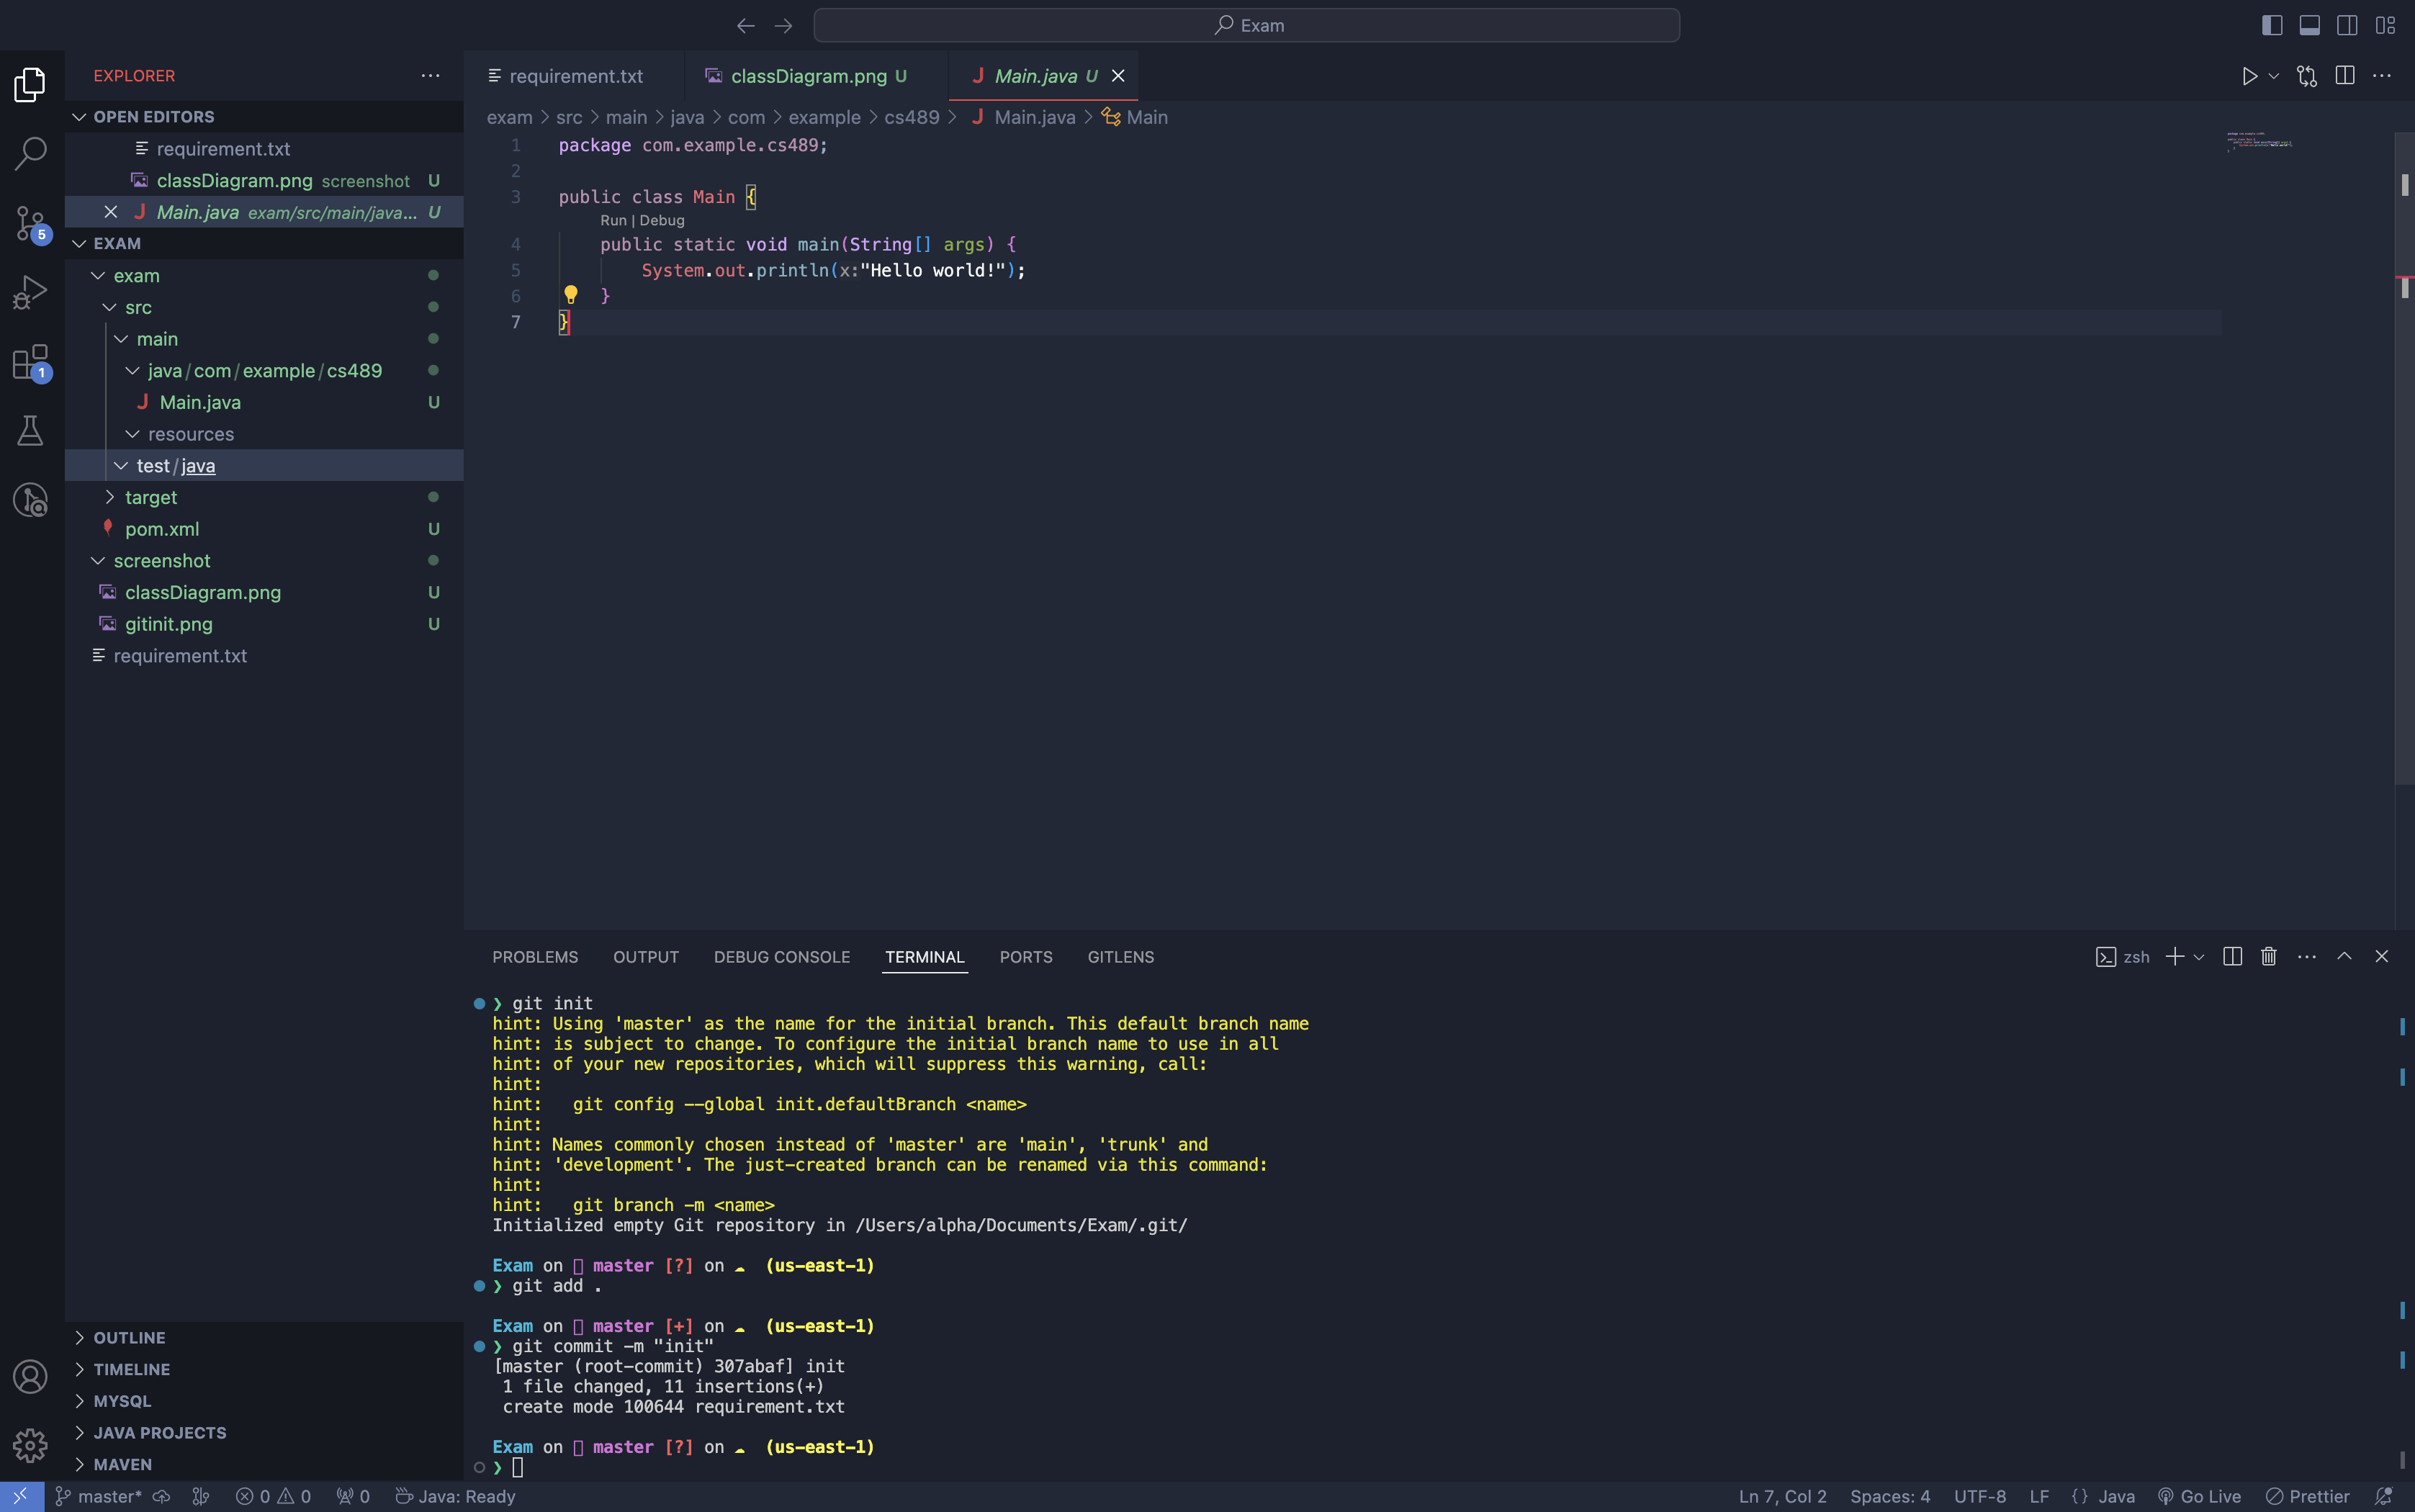 Exam
EXPLORER
OPEN EDITORS
requirement.txt
classDiagram.png screenshot U
Main.java exam/src/main/java... U
EXAM
exam
src
main
java/com/example/cs489
Main.java U
resources
test/java
target
pom.xml U
screenshot
classDiagram.png U
gitinit.png U
requirement.txt
OUTLINE
TIMELINE
MYSQL
JAVA PROJECTS
MAVEN
5
1
requirement.txt
classDiagram.png U
Main.java U
exam > src > main > java > com > example > cs489 > Main.java > Main
1 package com.example.cs489;
2
3 public class Main {
Run | Debug
4 public static void main(String[] args) {
5 System.out.println(x:"Hello world!");
6 }
7 }
PROBLEMS OUTPUT DEBUG CONSOLE TERMINAL PORTS GITLENS
zsh
❯ git init
hint: Using 'master' as the name for the initial branch. This default branch name
hint: is subject to change. To configure the initial branch name to use in all
hint: of your new repositories, which will suppress this warning, call:
hint:
hint:   git config --global init.defaultBranch <name>
hint:
hint: Names commonly chosen instead of 'master' are 'main', 'trunk' and
hint: 'development'. The just-created branch can be renamed via this command:
hint:
hint:   git branch -m <name>
Initialized empty Git repository in /Users/alpha/Documents/Exam/.git/
Exam on master [?] on ☁ (us-east-1)
❯ git add .
Exam on master [+] on ☁ (us-east-1)
❯ git commit -m "init"
[master (root-commit) 307abaf] init
1 file changed, 11 insertions(+)
create mode 100644 requirement.txt
Exam on master [?] on ☁ (us-east-1)
❯
master* 0 0 0 Java: Ready
Ln 7, Col 2 Spaces: 4 UTF-8 LF {} Java Go Live Prettier